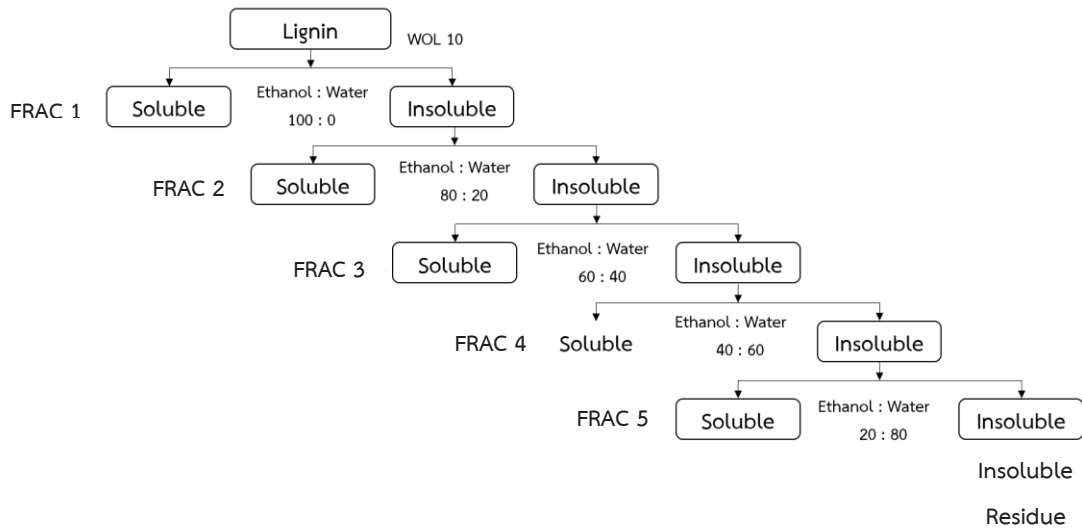 Lignin
WOL 10
FRAC 1
Soluble
Ethanol : Water
100 : 0
Insoluble
FRAC 2
Soluble
Ethanol : Water
80 : 20
Insoluble
FRAC 3
Soluble
Ethanol : Water
60 : 40
Insoluble
FRAC 4
Soluble
Ethanol : Water
40 : 60
Insoluble
FRAC 5
Soluble
Ethanol : Water
20 : 80
Insoluble
Insoluble
Residue